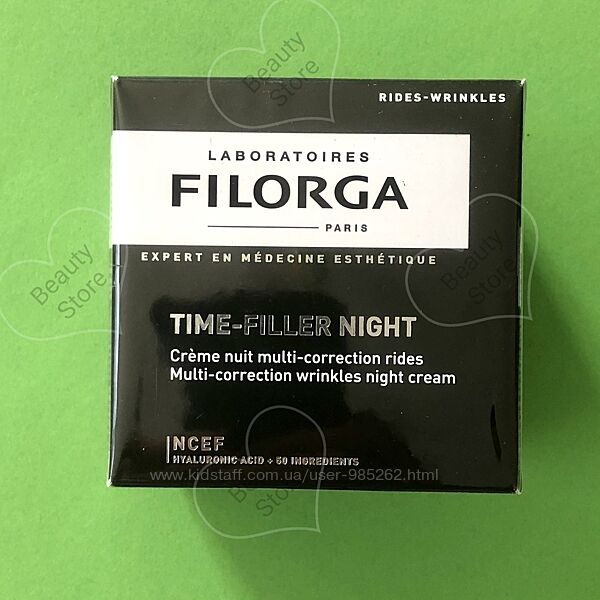 Beauty
Store
RIDES-WRINKLES
LABORATOIRES
FILORGA
PARIS
EXPERT EN MÉDECINE ESTHÉTIQUE
Beauty
Store
Beauty
Store
TIME-FILLER NIGHT
Crème nuit multi-correction rides
Multi-correction wrinkles night cream
NCEF
HYALURONIC ACID + 50 INGREDIENTS
www.kidstaff.com.ua/user-985262.html
Beauty
Store